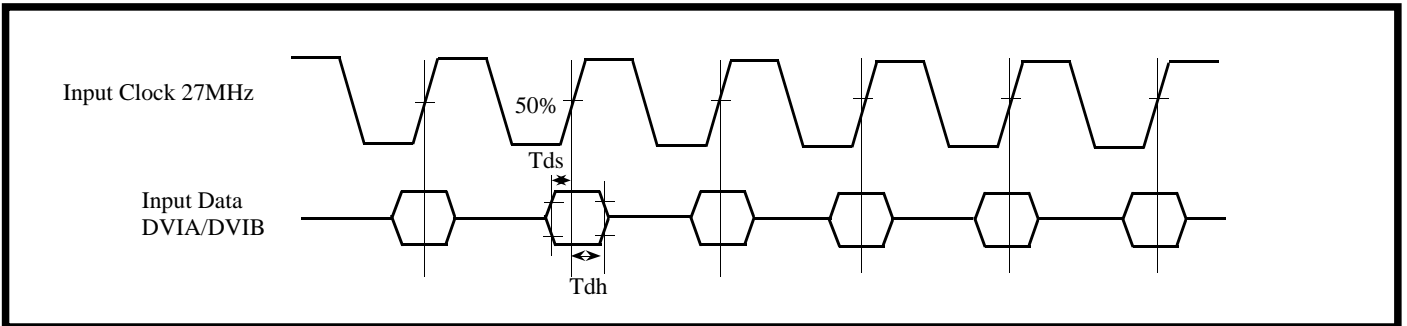 Input Clock 27MHz
50%
Tds
Input Data
DVIA/DVIB
Tdh